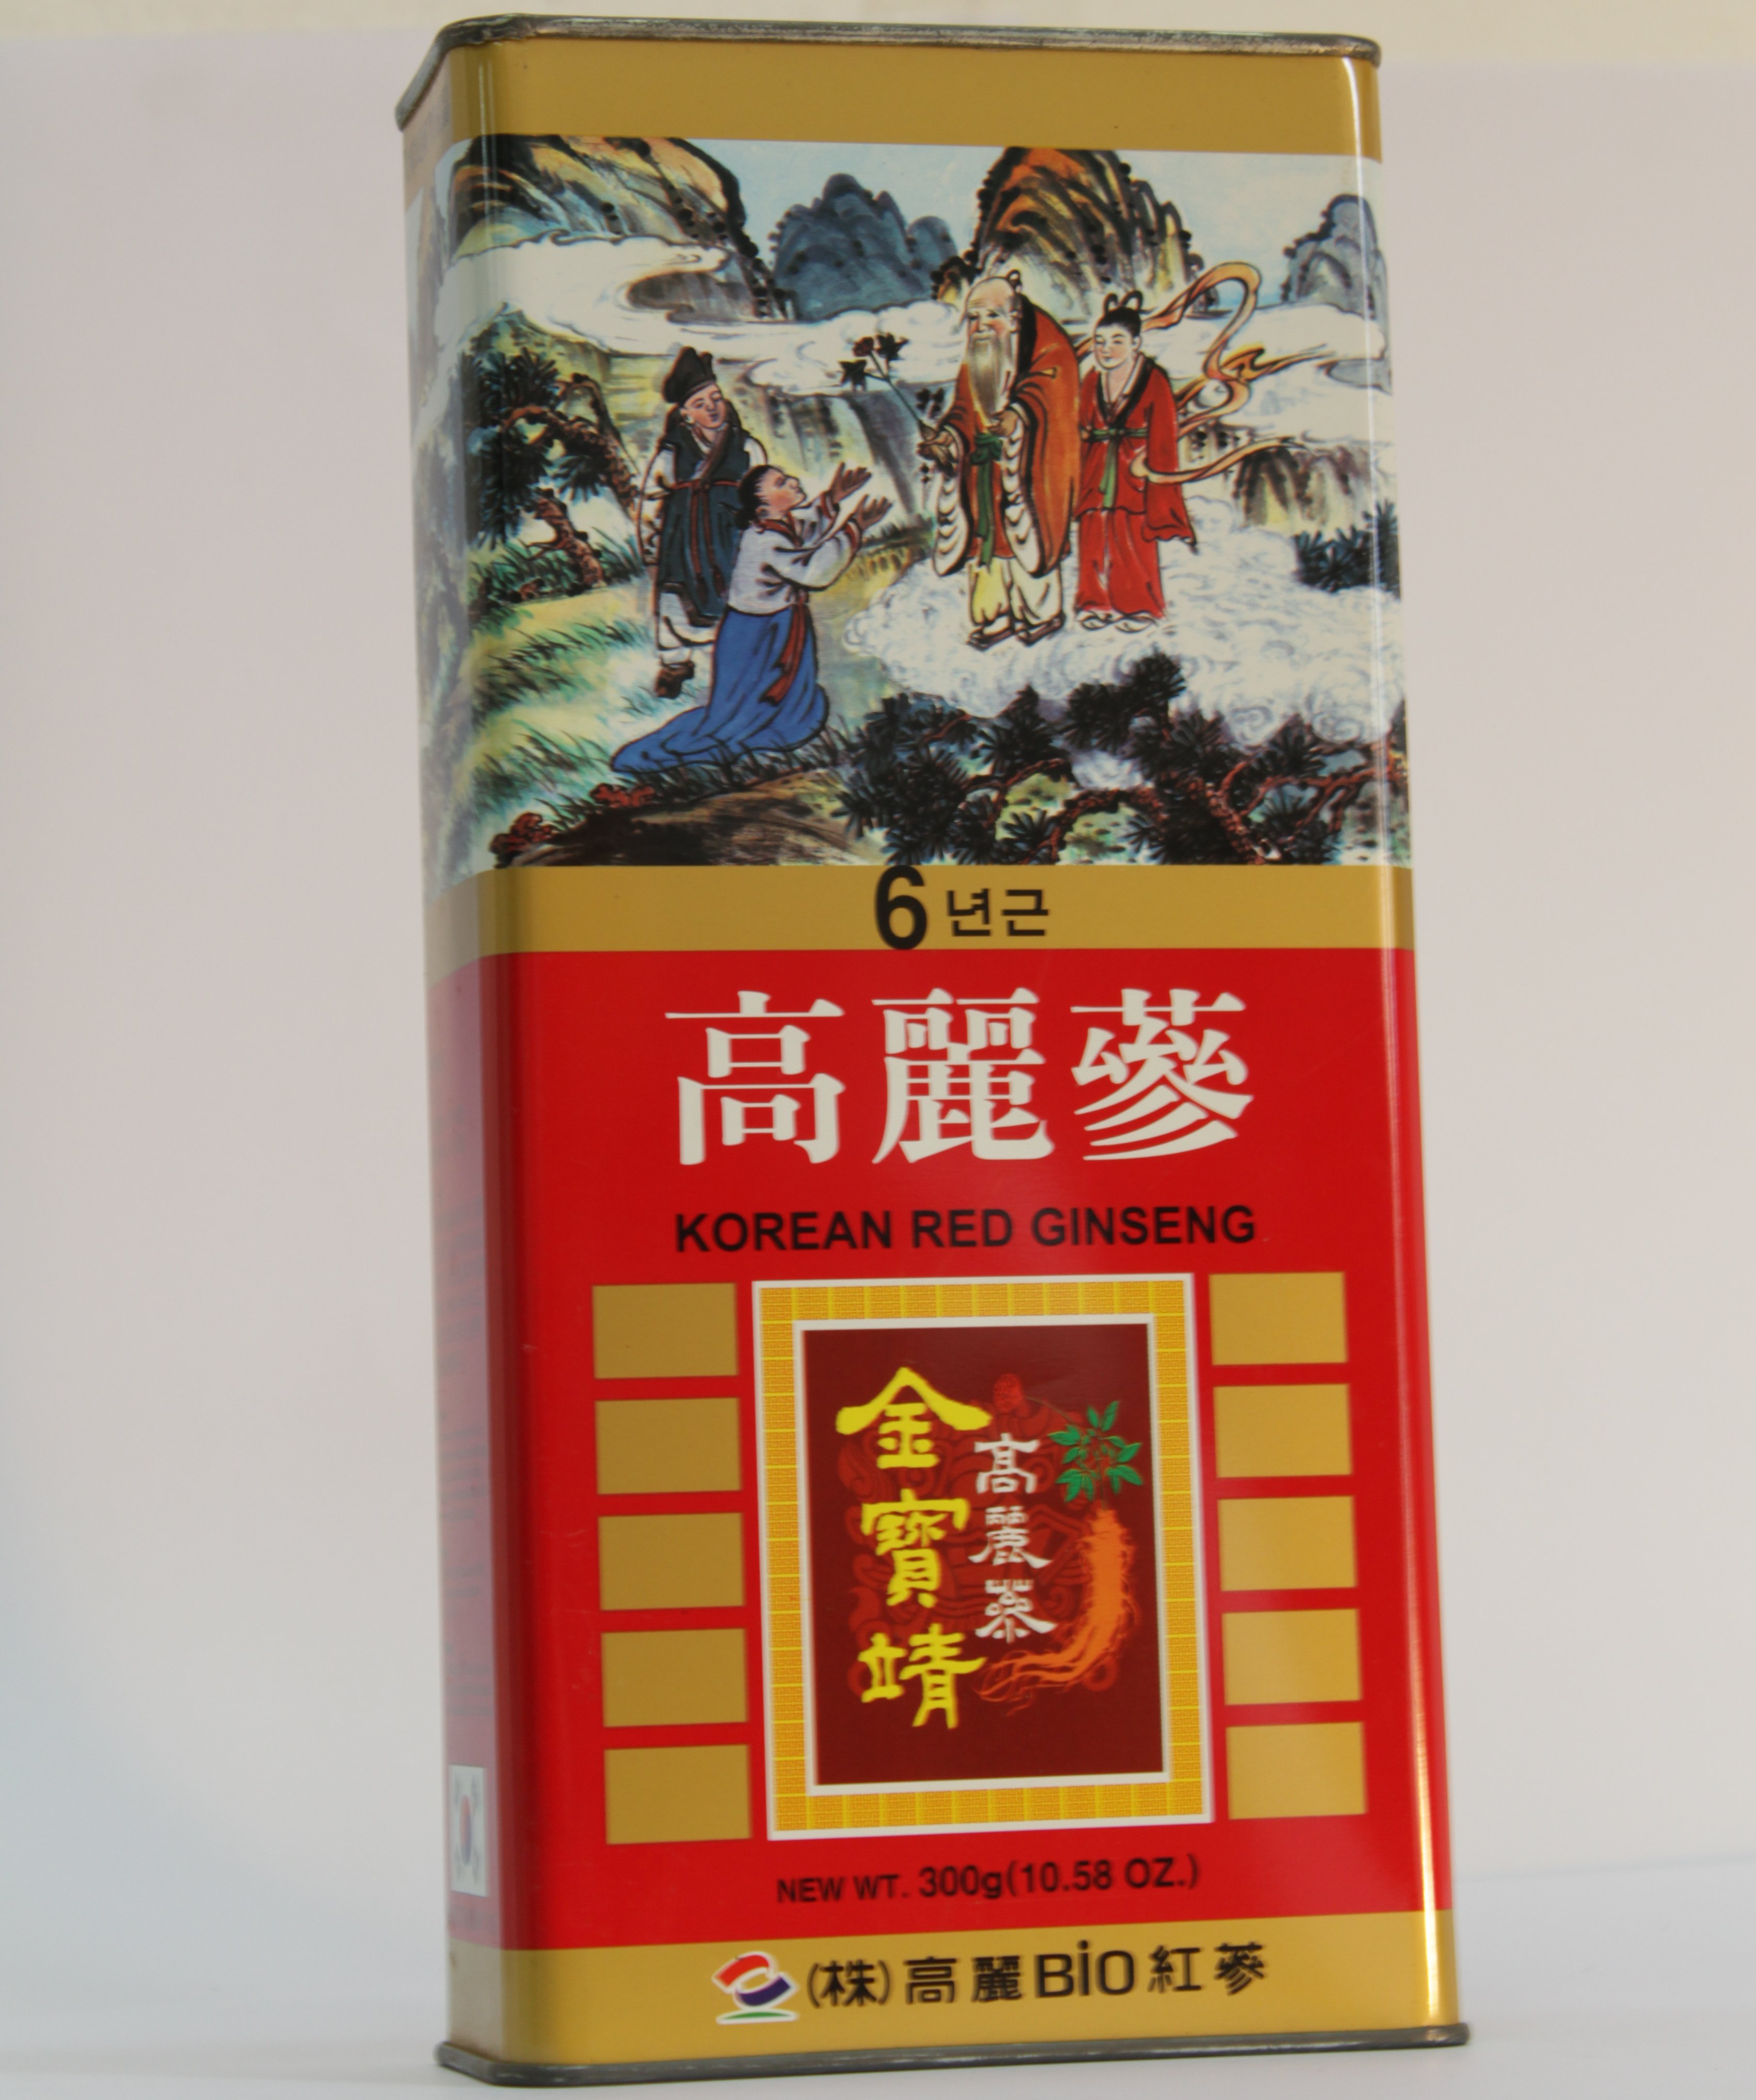 6년근
高麗蔘
KOREAN RED GINSENG
高麗蔘
金寶靖
NEW WT. 300g(10.58 OZ.)
(株)高麗BiO紅蔘